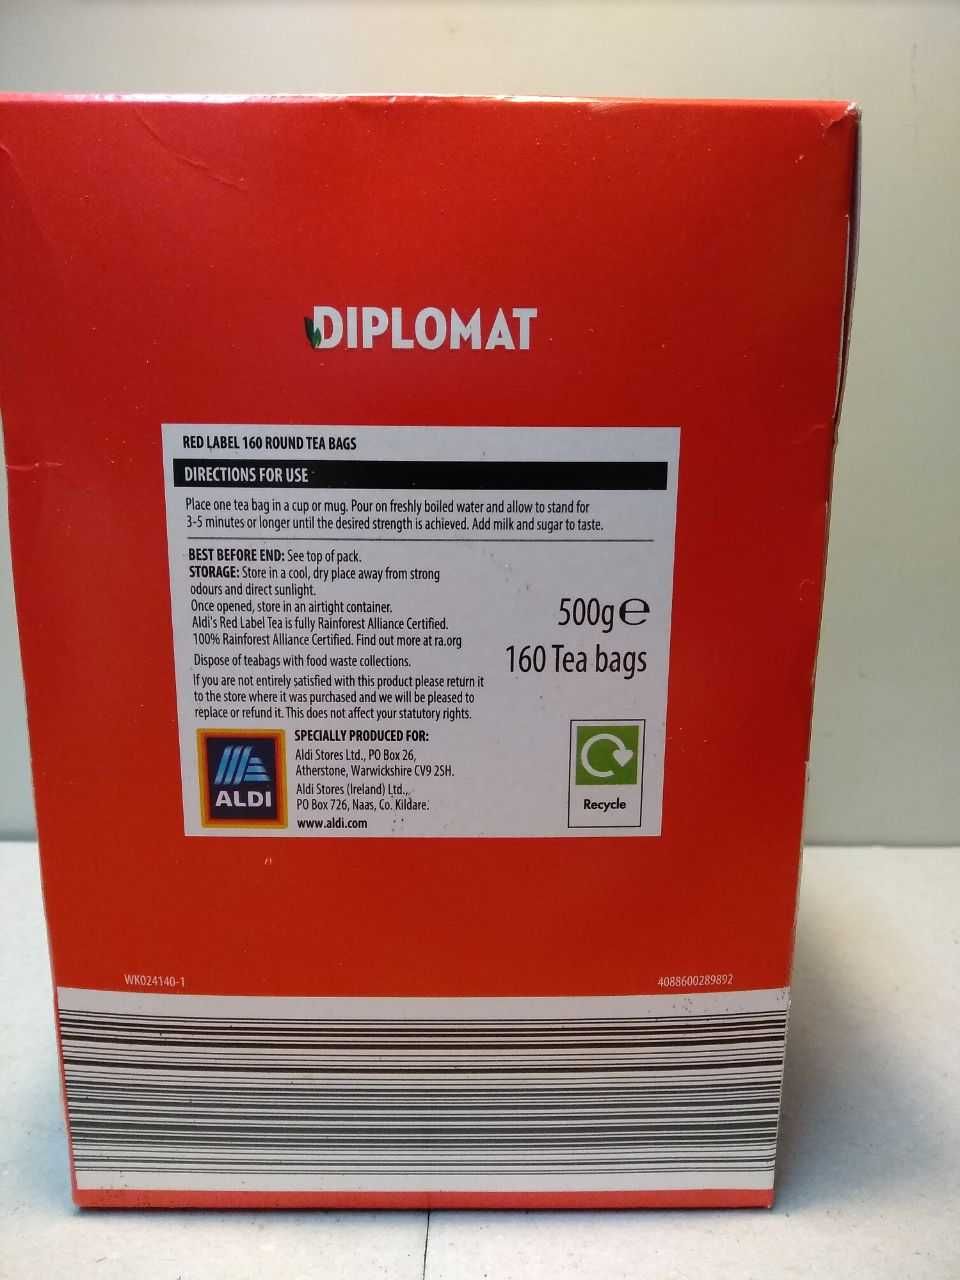 DIPLOMAT
RED LABEL 160 ROUND TEA BAGS
DIRECTIONS FOR USE
Place one tea bag in a cup or mug. Pour on freshly boiled water and allow to stand for
3-5 minutes or longer until the desired strength is achieved. Add milk and sugar to taste.
BEST BEFORE END: See top of pack.
STORAGE: Store in a cool, dry place away from strong
odours and direct sunlight.
Once opened, store in an airtight container.
Aldi's Red Label Tea is fully Rainforest Alliance Certified.
100% Rainforest Alliance Certified. Find out more at ra.org
Dispose of teabags with food waste collections.
If you are not entirely satisfied with this product please return it
to the store where it was purchased and we will be pleased to
replace or refund it. This does not affect your statutory rights.
500g e
160 Tea bags
ALDI
SPECIALLY PRODUCED FOR:
Aldi Stores Ltd., PO Box 26,
Atherstone, Warwickshire CV9 2SH.
Aldi Stores (Ireland) Ltd.,
PO Box 726, Naas, Co. Kildare.
www.aldi.com
Recycle
WK024140-1
4088600289892